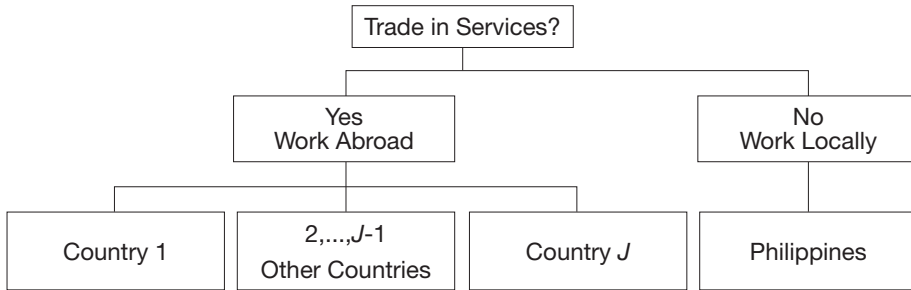 Trade in Services?
Yes
Work Abroad
No
Work Locally
Country 1
2,...,J-1
Other Countries
Country J
Philippines